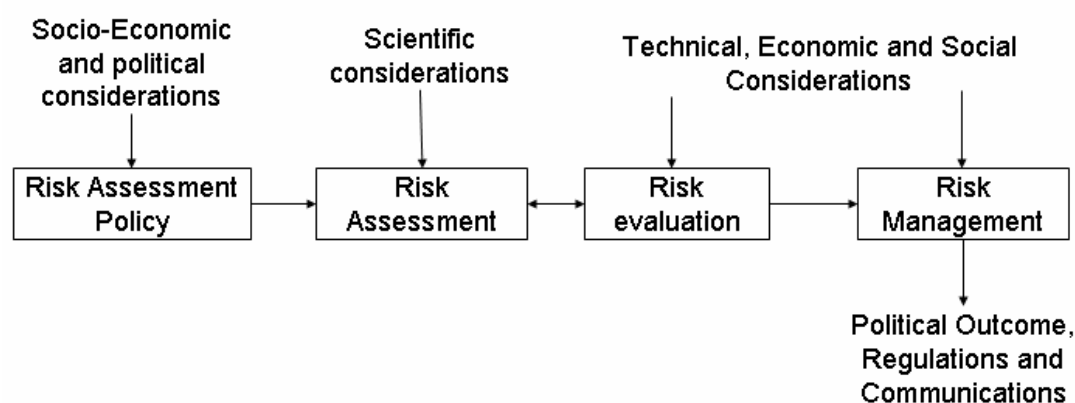 Socio-Economic
and political
considerations
Scientific
considerations
Technical, Economic and Social
Considerations
Risk Assessment
Policy
Risk
Assessment
Risk
evaluation
Risk
Management
Political Outcome,
Regulations and
Communications